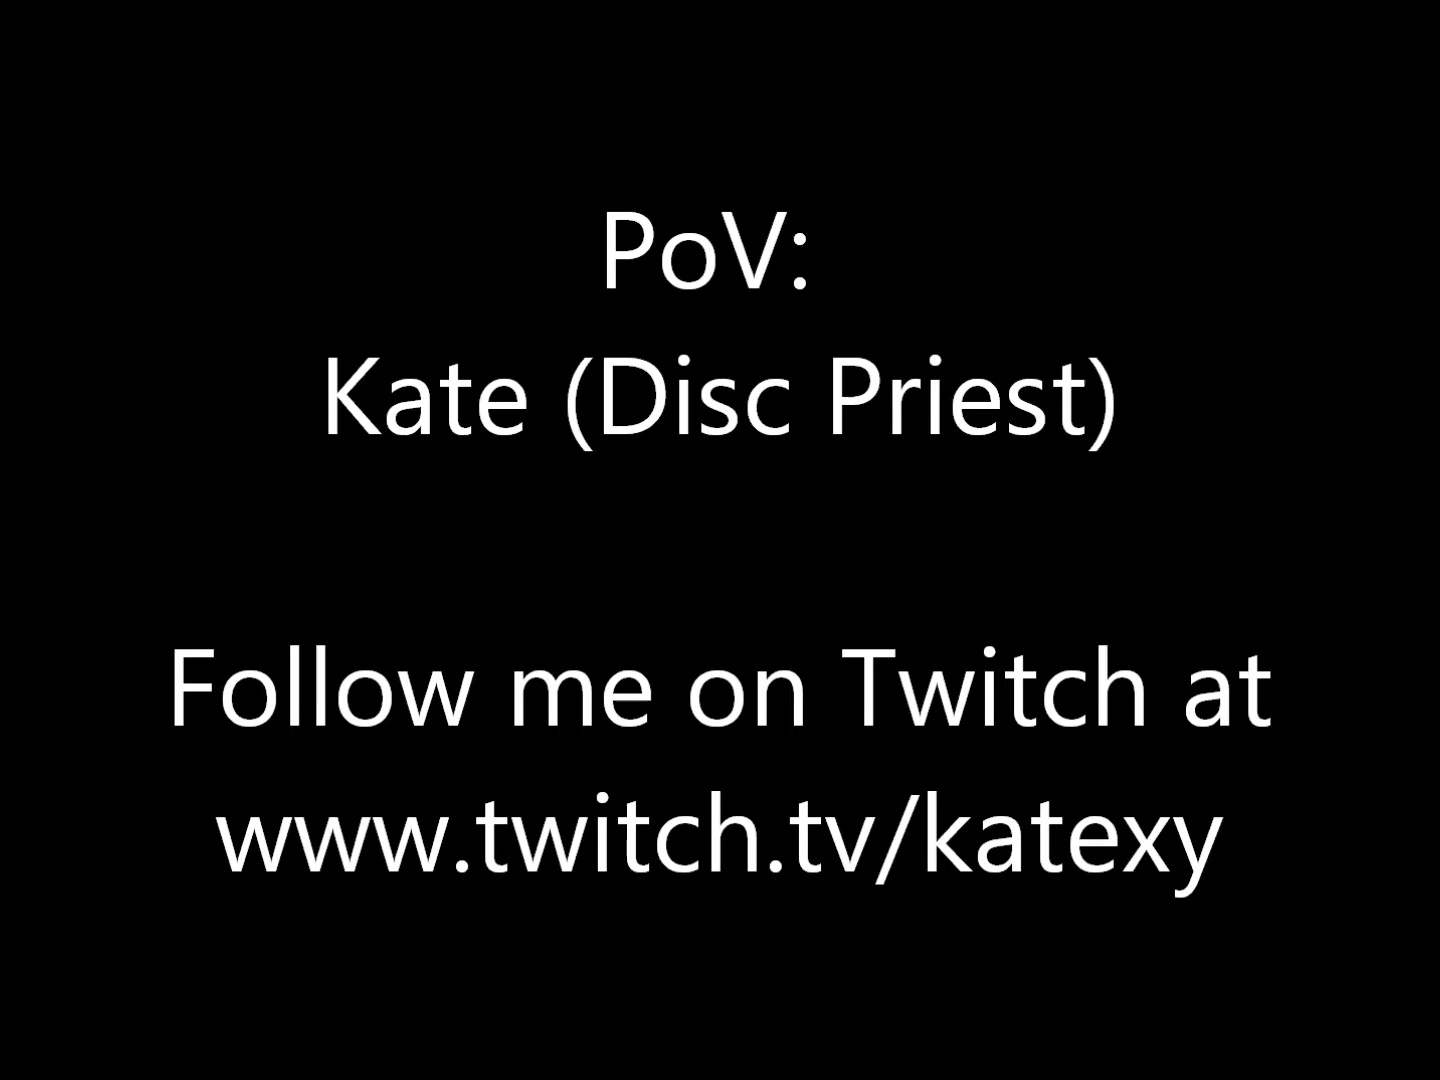 PoV:
Kate (Disc Priest)
Follow me on Twitch at
www.twitch.tv/katexy